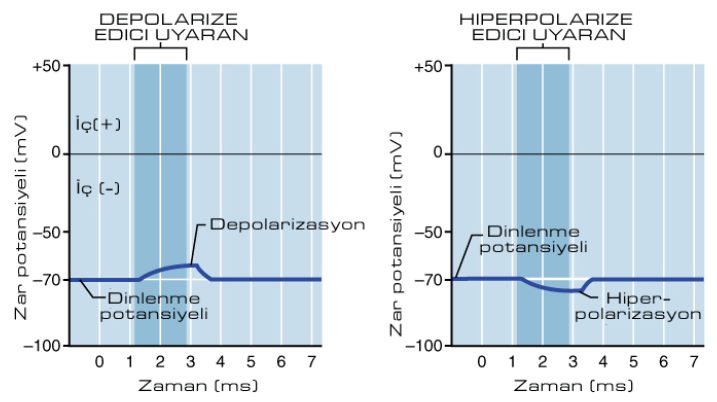 DEPOLARIZE
EDICI UYARAN
+50
İç(+)
0
İç (-)
−50
Depolarizasyon
−70
Dinlenme
potansiyeli
−100
0 1 2 3 4 5 6 7
Zaman (ms)
Zar potansiyeli (mV)
HIPERPOLARIZE
EDICI UYARAN
+50
0
−50
Dinlenme
potansiyeli
−70
Hiper-
polarizasyon
−100
0 1 2 3 4 5 6 7
Zaman (ms)
Zar potansiyeli (mV)